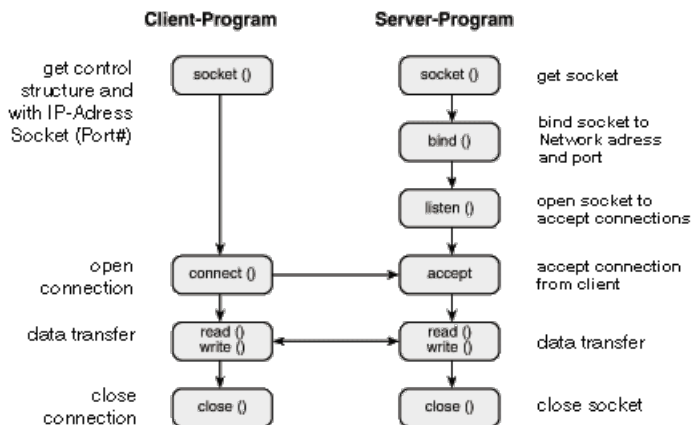 Client-Program
Server-Program
get control
structure and
with IP-Adress
Socket (Port#)
socket ()
socket ()
get socket
bind ()
bind socket to
Network adress
and port
listen ()
open socket to
accept connections
open
connection
connect ()
accept
accept connection
from client
data transfer
read ()
write ()
read ()
write ()
data transfer
close
connection
close ()
close ()
close socket